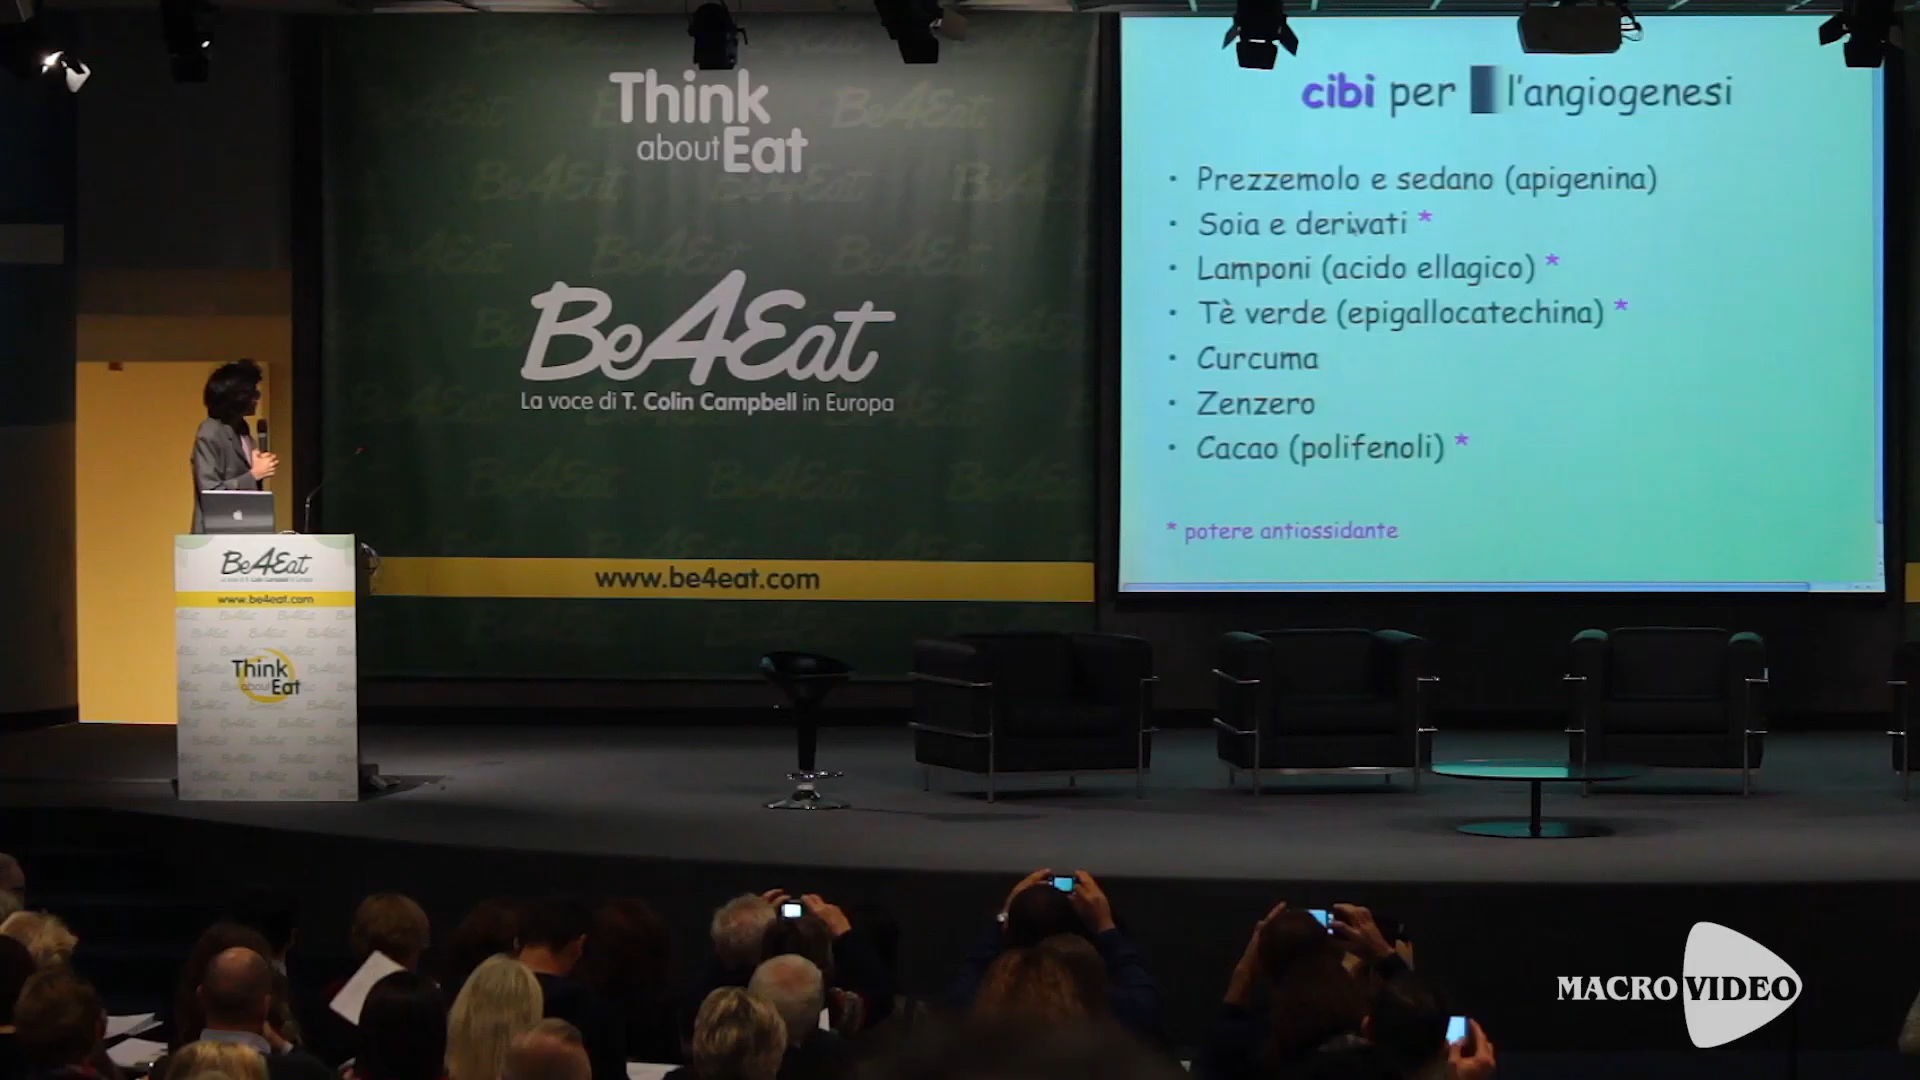 Think
about Eat
Be4Eat
La voce di T. Colin Campbell in Europa
www.be4eat.com
cibi per l'angiogenesi
• Prezzemolo e sedano (apigenina)
• Soia e derivati *
• Lamponi (acido ellagico) *
• Tè verde (epigallocatechina) *
• Curcuma
• Zenzero
• Cacao (polifenoli) *
* potere antiossidante
Be4Eat
www.be4eat.com
Think
about Eat
MACRO VIDEO